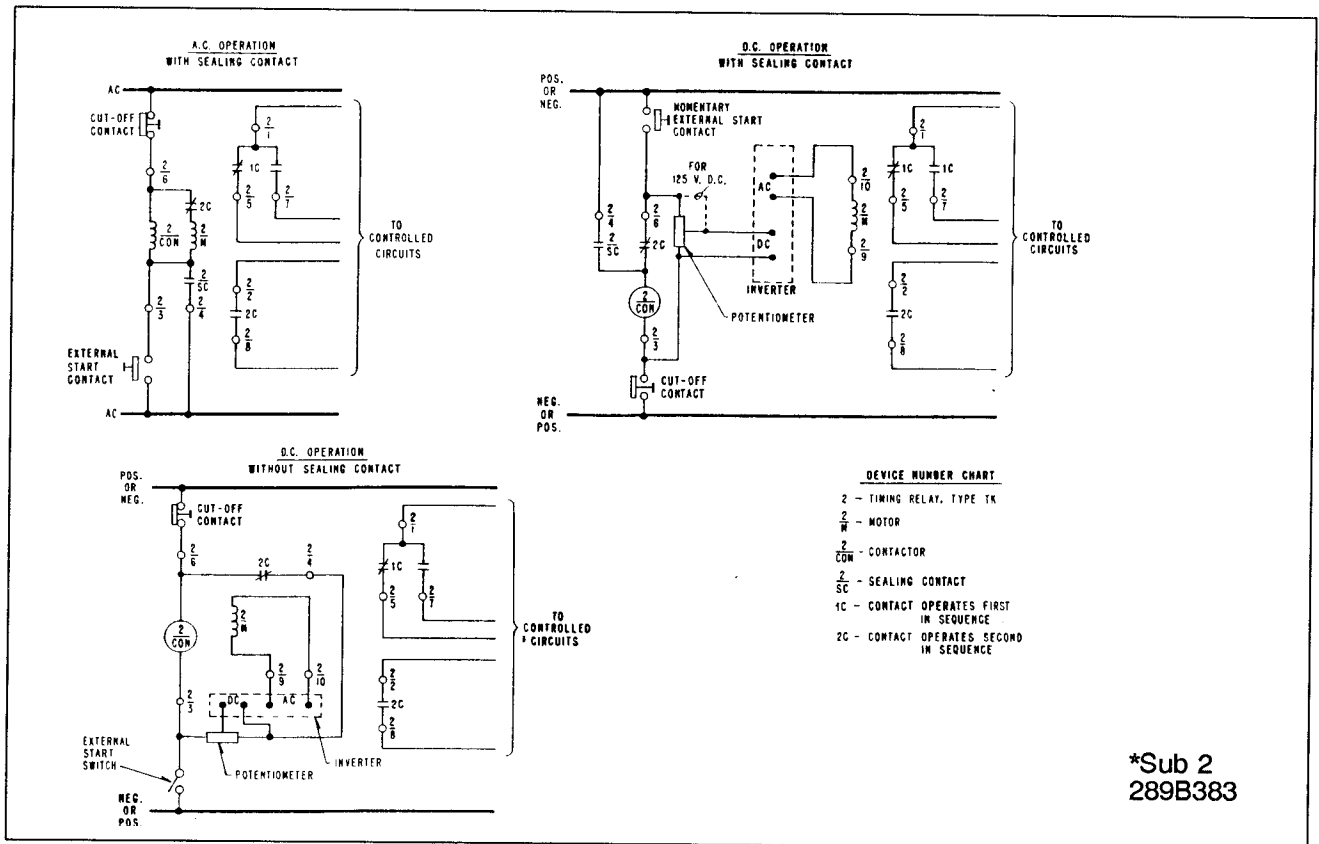 A.C. OPERATION
WITH SEALING CONTACT
AC
CUT-OFF
CONTACT
2
6
2
CON
2
M
2C
2
SC
2
3
2
4
EXTERNAL
START
CONTACT
AC
2
1
1C
2
5
2
7
2
2
2C
2
8
TO
CONTROLLED
CIRCUITS
D.C. OPERATION
WITH SEALING CONTACT
POS.
OR
NEG.
MOMENTARY
EXTERNAL START
CONTACT
FOR
125 V. D.C.
2
4
2
SC
2
6
2C
2
CON
2
3
CUT-OFF
CONTACT
NEG.
OR
POS.
AC
DC
INVERTER
POTENTIOMETER
2
10
2
M
2
9
2
1
1C
1C
2
5
2
7
2
2
2C
2
8
TO
CONTROLLED
CIRCUITS
D.C. OPERATION
WITHOUT SEALING CONTACT
POS.
OR
NEG.
CUT-OFF
CONTACT
2
6
2C
2
4
2
CON
2
M
2
9
2
10
DC
AC
2
3
EXTERNAL
START
SWITCH
POTENTIOMETER
INVERTER
NEG.
OR
POS.
2
1
1C
2
5
2
7
2
2
2C
2
8
TO
CONTROLLED
CIRCUITS
DEVICE NUMBER CHART
2 - TIMING RELAY, TYPE TK
2
M - MOTOR
2
CON - CONTACTOR
2
SC - SEALING CONTACT
1C - CONTACT OPERATES FIRST
IN SEQUENCE
2C - CONTACT OPERATES SECOND
IN SEQUENCE
*Sub 2
289B383